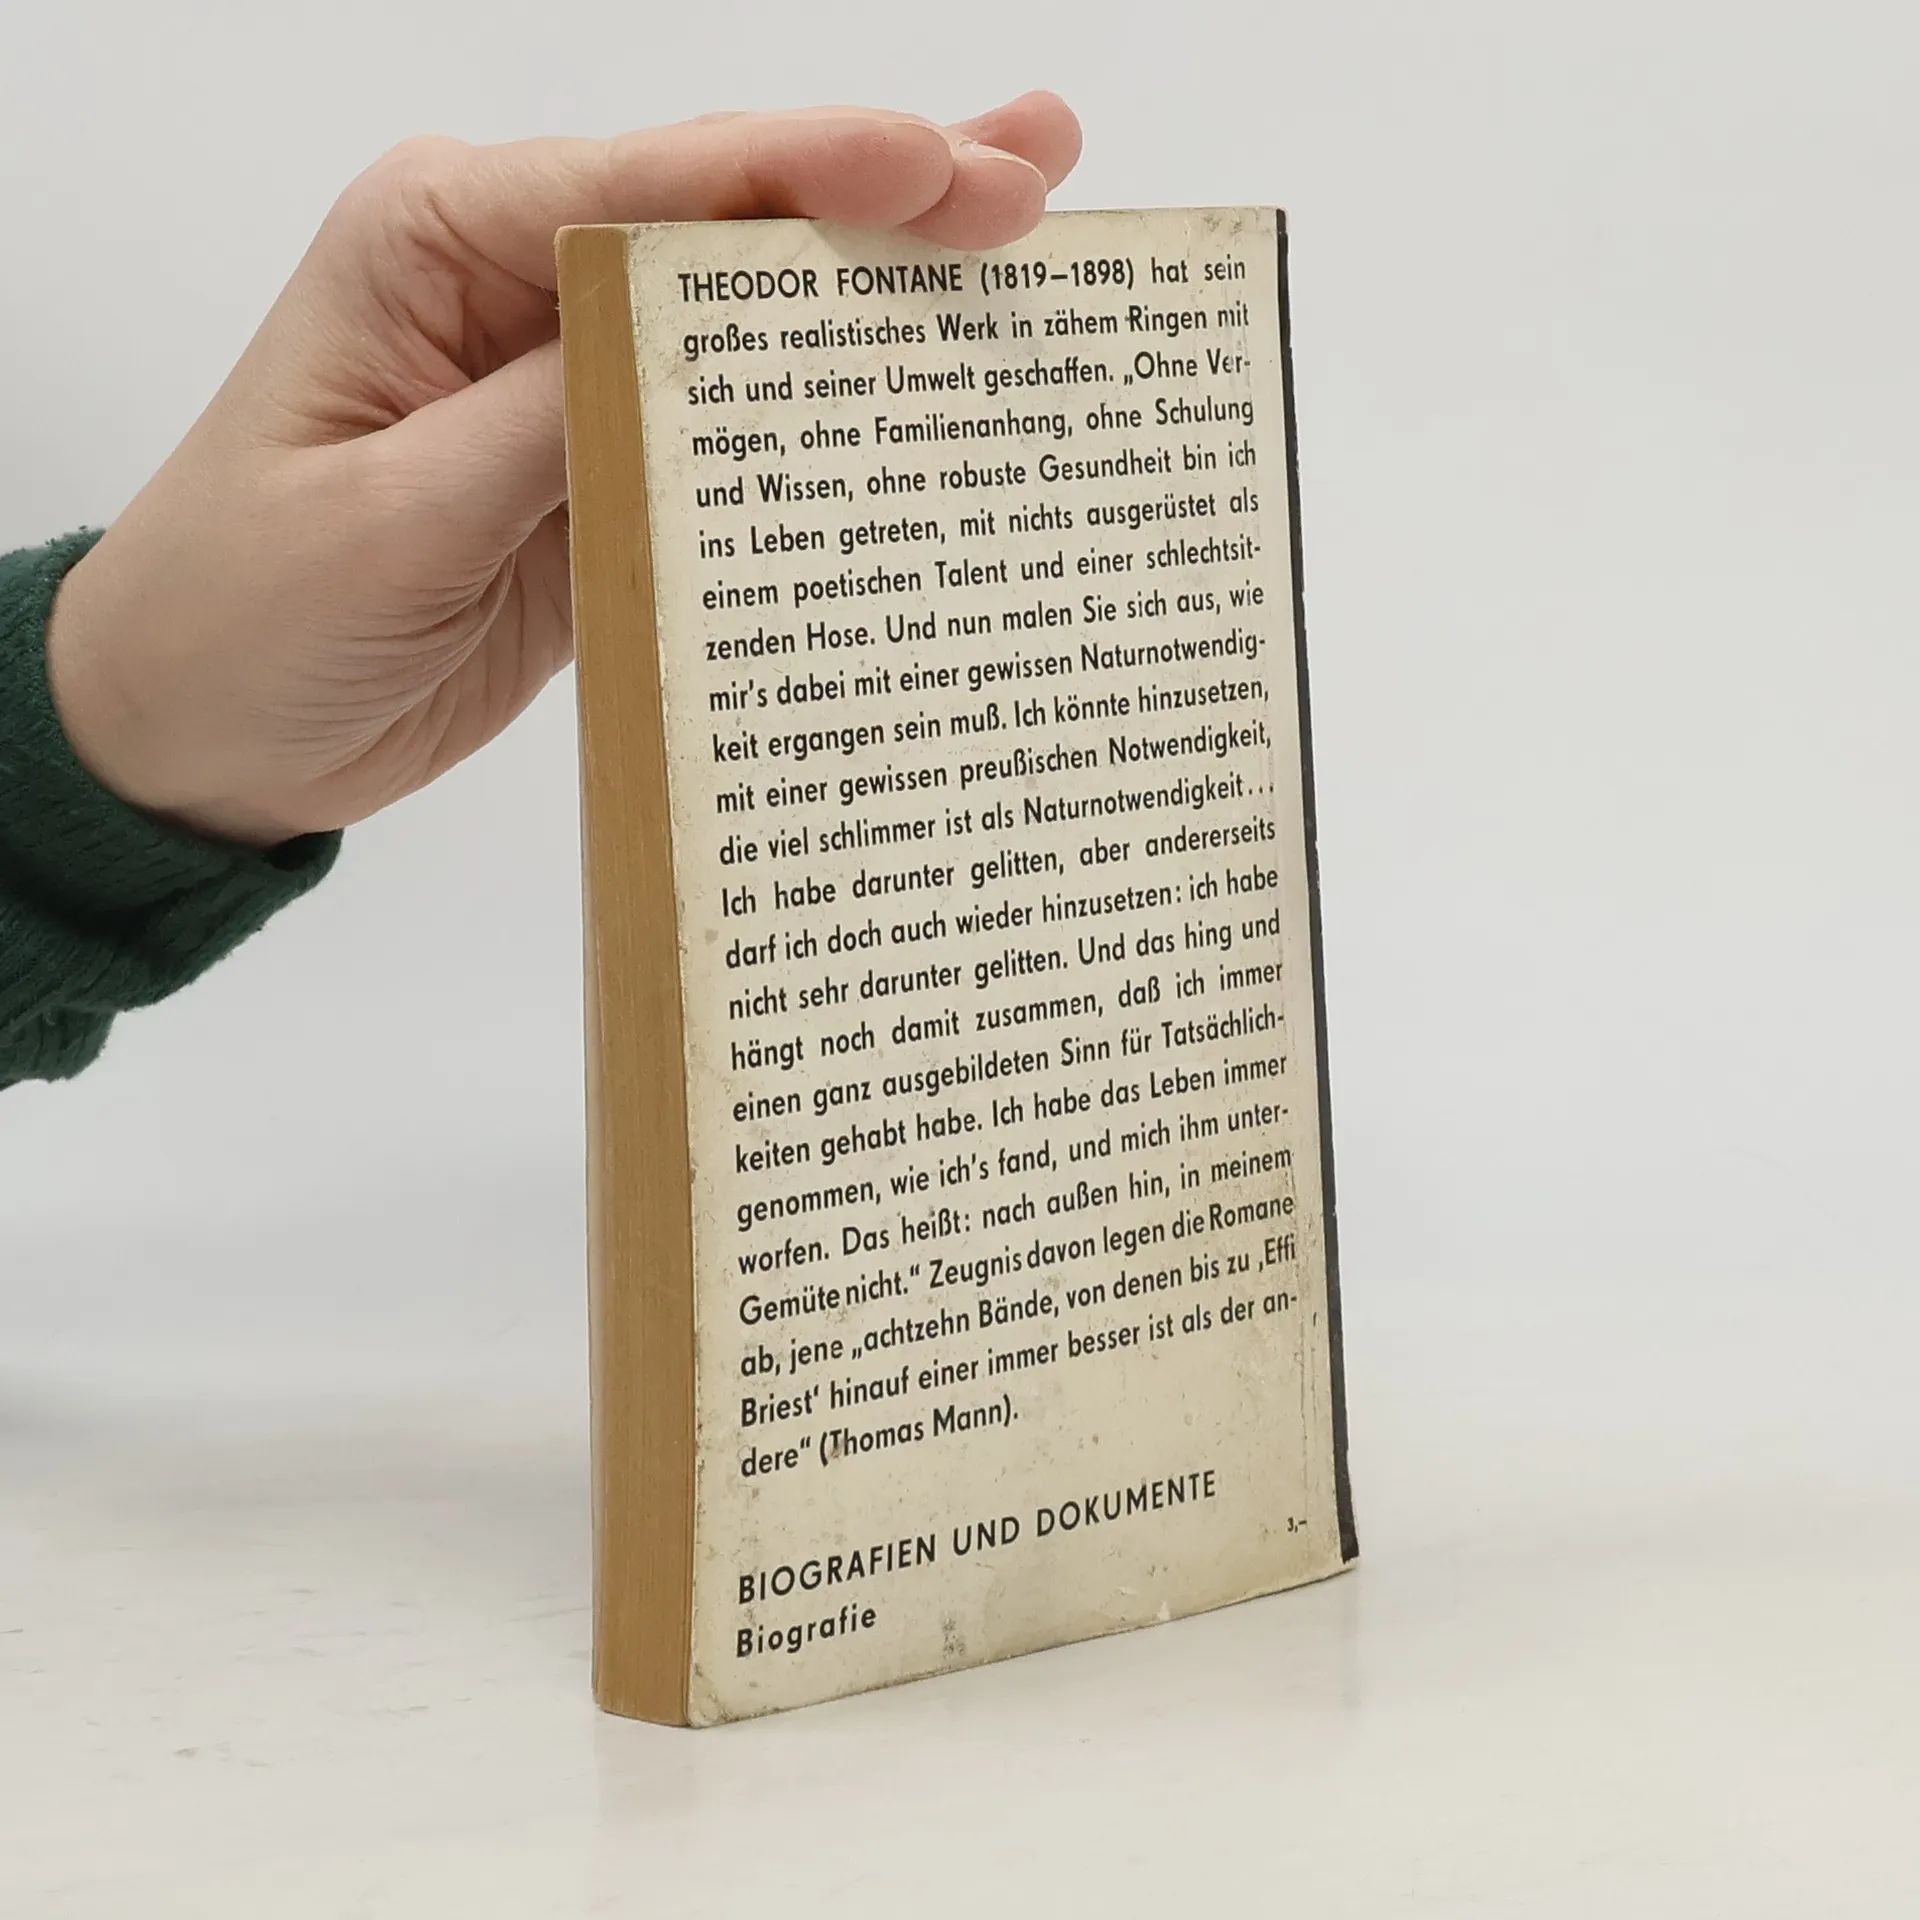 THEODOR FONTANE (1819–1898) hat sein
großes realistisches Werk in zähem Ringen mit
sich und seiner Umwelt geschaffen. „Ohne Ver-
mögen, ohne Familienanhang, ohne Schulung
und Wissen, ohne robuste Gesundheit bin ich
ins Leben getreten, mit nichts ausgerüstet als
einem poetischen Talent und einer schlechtsit-
zenden Hose. Und nun malen Sie sich aus, wie
mir's dabei mit einer gewissen Naturnotwendig-
keit ergangen sein muß. Ich könnte hinzusetzen,
mit einer gewissen preußischen Notwendigkeit,
die viel schlimmer ist als Naturnotwendigkeit...
Ich habe darunter gelitten, aber andererseits
darf ich doch auch wieder hinzusetzen: ich habe
nicht sehr darunter gelitten. Und das hing und
hängt noch damit zusammen, daß ich immer
einen ganz ausgebildeten Sinn für Tatsächlich-
keiten gehabt habe. Ich habe das Leben immer
genommen, wie ich's fand, und mich ihm unter-
worfen. Das heißt: nach außen hin, in meinem
Gemüte nicht.“ Zeugnis davon legen die Romane
ab, jene „achtzehn Bände, von denen bis zu ‚Effi
Briest‘ hinauf einer immer besser ist als der an-
dere“ (Thomas Mann).
BIOGRAFIEN UND DOKUMENTE
Biografie
3,–